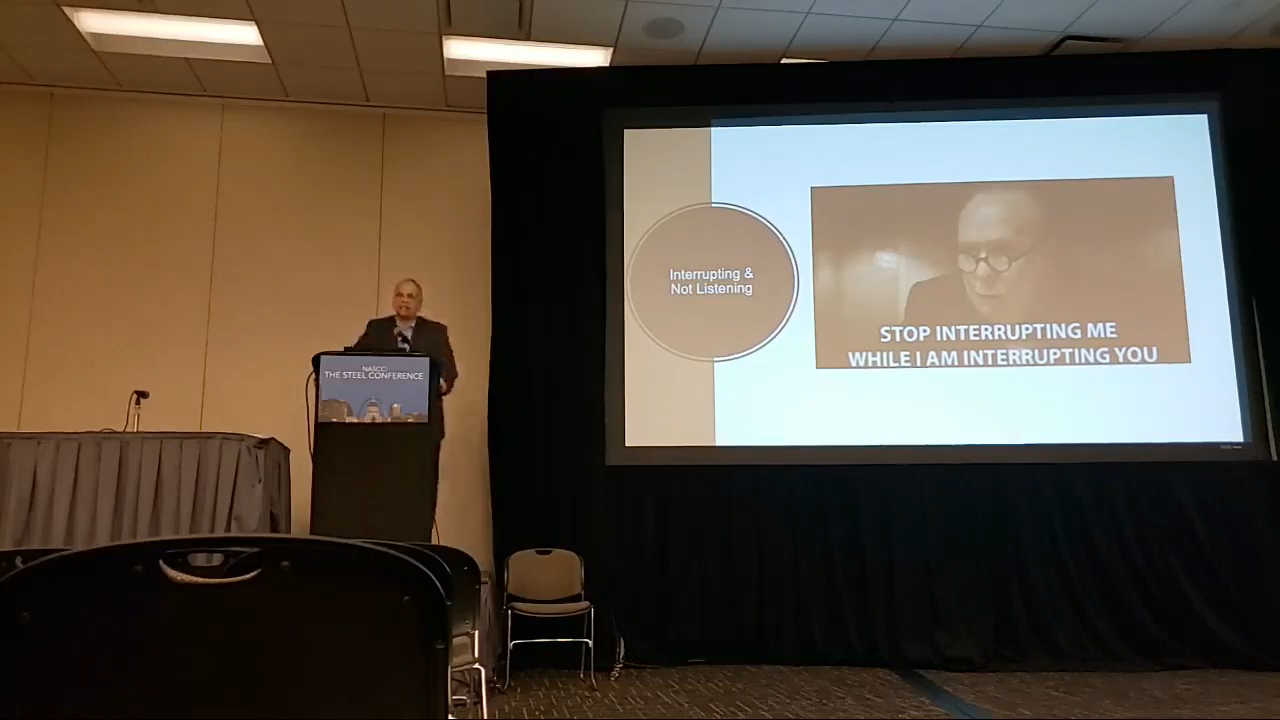 NASCC:
THE STEEL CONFERENCE
Interrupting &
Not Listening
STOP INTERRUPTING ME
WHILE I AM INTERRUPTING YOU